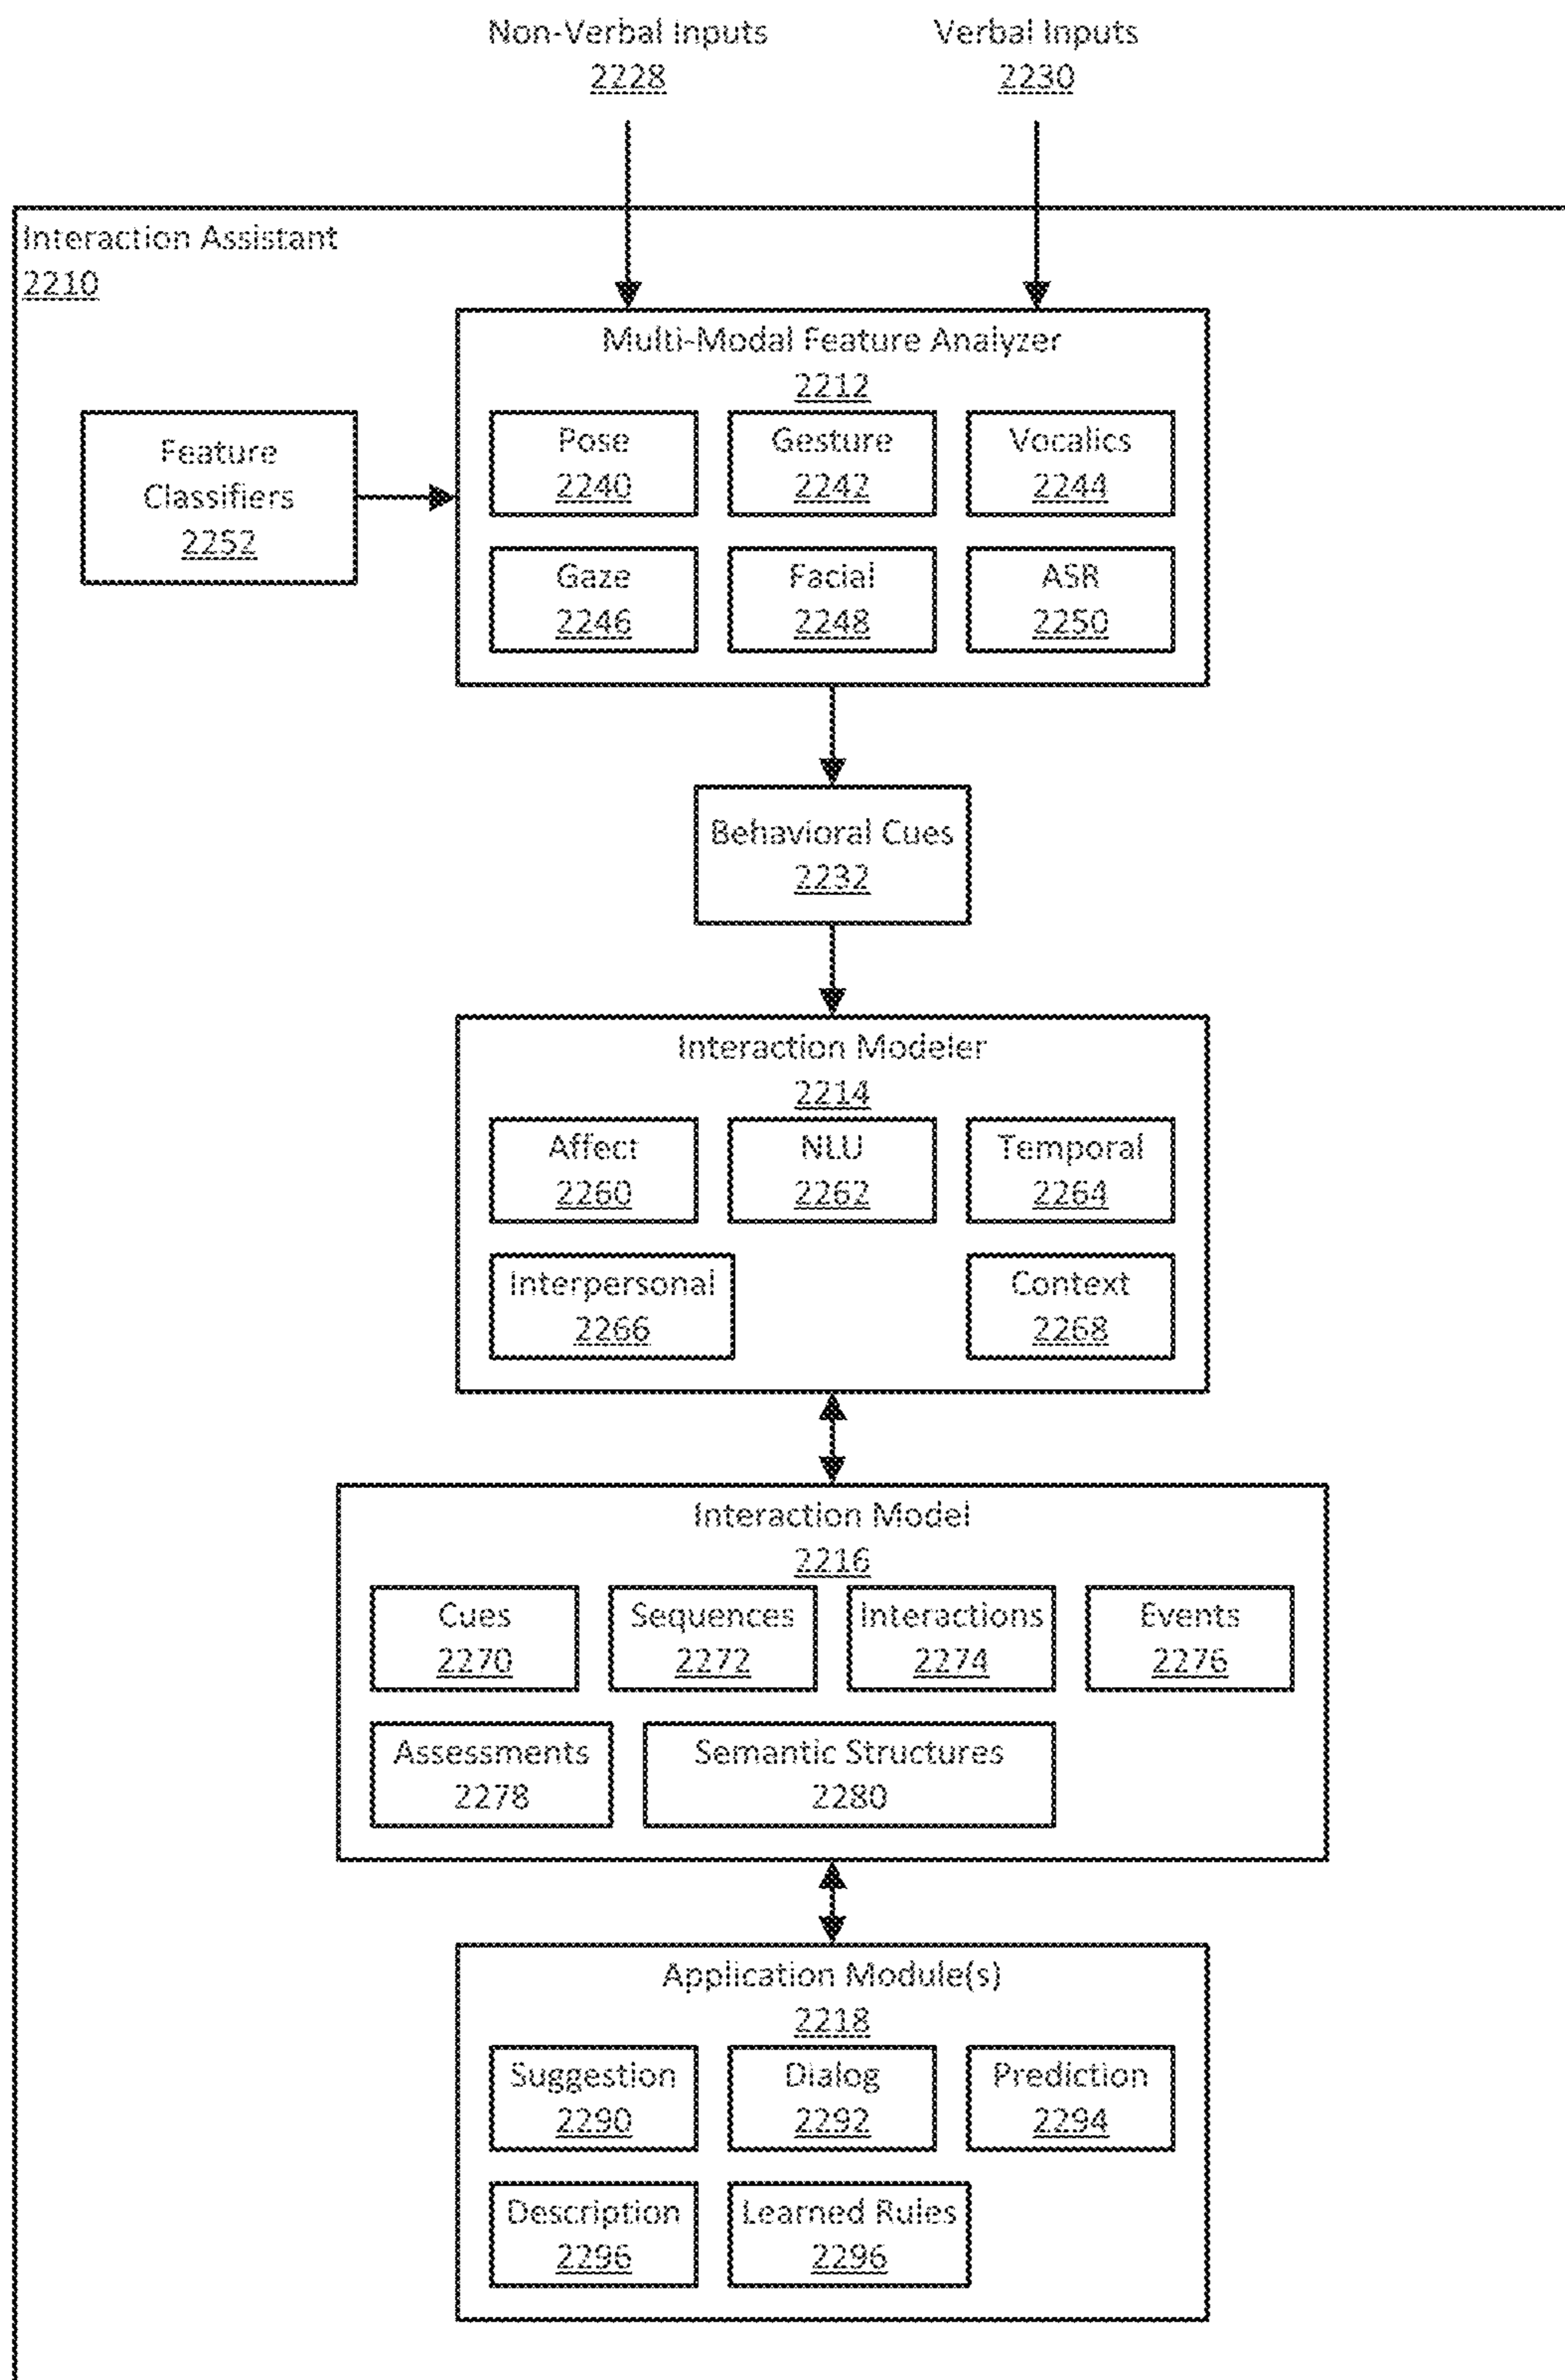 Non-Verbal Inputs
2228
Verbal Inputs
2230
Interaction Assistant
2210
Multi-Modal Feature Analyzer
2212
Feature
Classifiers
2252
Pose
2240
Gesture
2242
Vocalics
2244
Gaze
2246
Facial
2248
ASR
2250
Behavioral Cues
2232
Interaction Modeler
2214
Affect
2260
NLU
2262
Temporal
2264
Interpersonal
2266
Context
2268
Interaction Model
2216
Cues
2270
Sequences
2272
Interactions
2274
Events
2276
Assessments
2278
Semantic Structures
2280
Application Module(s)
2218
Suggestion
2290
Dialog
2292
Prediction
2294
Description
2296
Learned Rules
2296